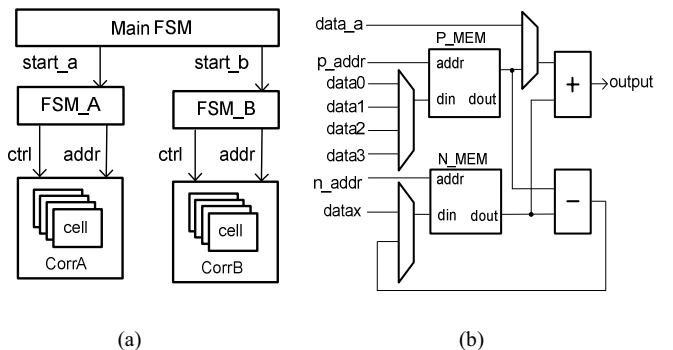 Main FSM
start_a
start_b
FSM_A
FSM_B
ctrl
addr
ctrl
addr
cell
CorrA
cell
CorrB
(a)
data_a
P_MEM
p_addr
addr
data0
data1
din
dout
data2
data3
+
output
N_MEM
n_addr
addr
datax
din
dout
-
(b)